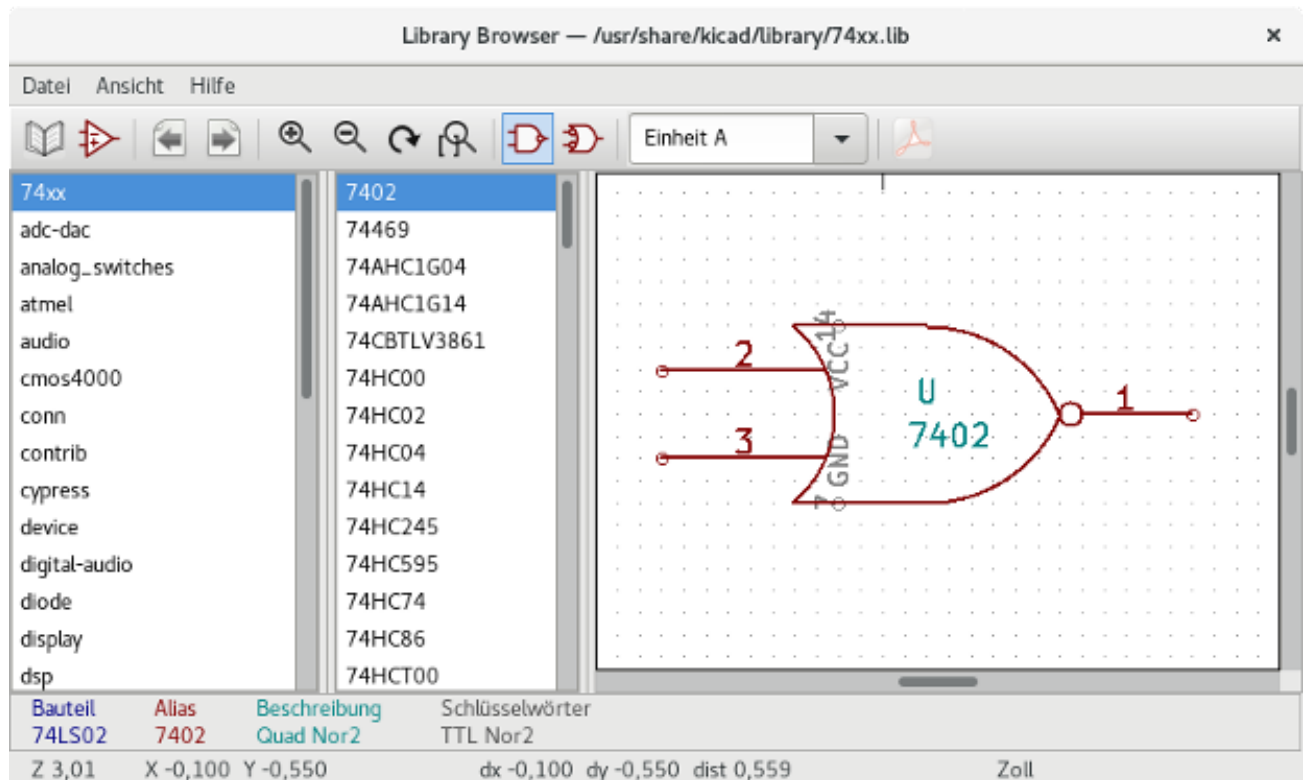 Library Browser — /usr/share/kicad/library/74xx.lib
Datei Ansicht Hilfe
Einheit A
74xx
adc-dac
analog_switches
atmel
audio
cmos4000
conn
contrib
cypress
device
digital-audio
diode
display
dsp
7402
74469
74AHC1G04
74AHC1G14
74CBTLV3861
74HC00
74HC02
74HC04
74HC14
74HC245
74HC595
74HC74
74HC86
74HCT00
14
VCC
2
3
GND
7
U
7402
1
Bauteil Alias Beschreibung Schlüsselwörter
74LS02 7402 Quad Nor2 TTL Nor2
Z 3,01 X -0,100 Y -0,550 dx -0,100 dy -0,550 dist 0,559 Zoll